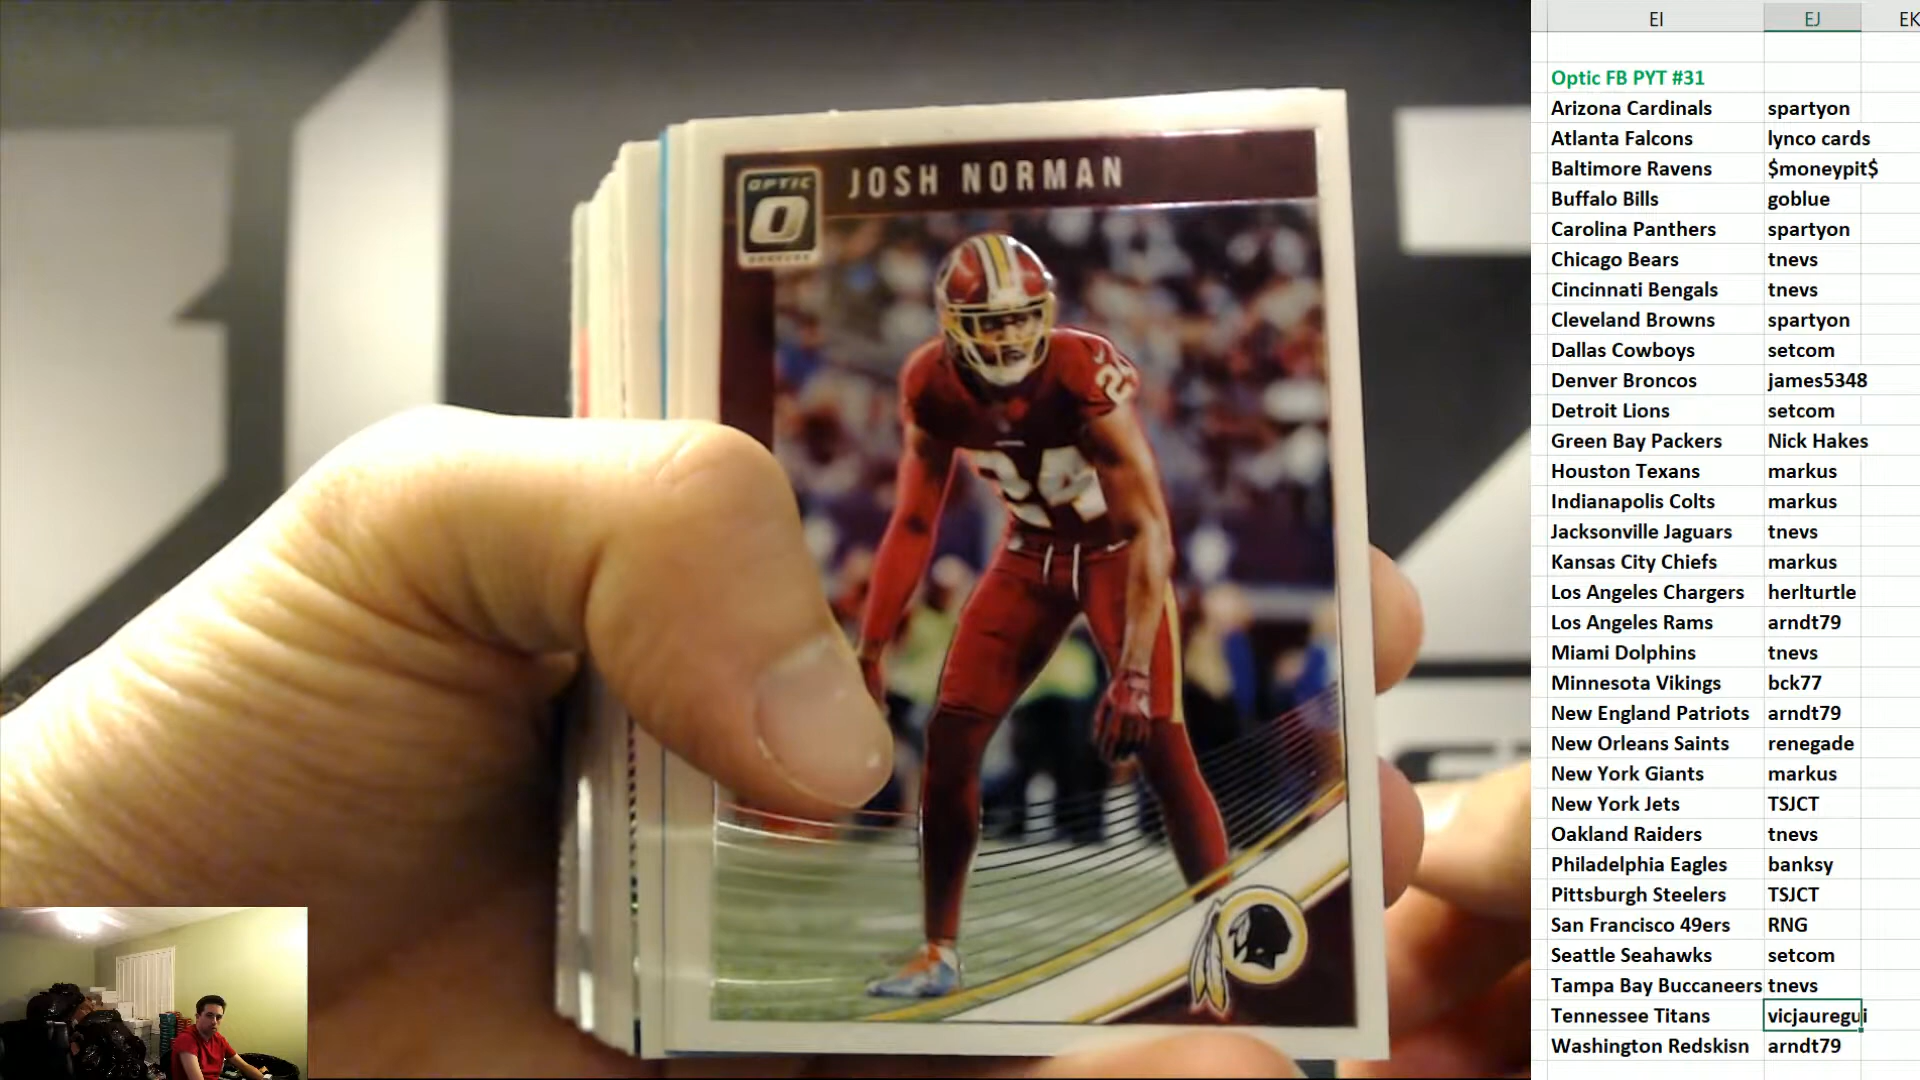 EI EJ EK
Optic FB PYT #31
Arizona Cardinals spartyon
Atlanta Falcons lynco cards
Baltimore Ravens $moneypit$
Buffalo Bills goblue
Carolina Panthers spartyon
Chicago Bears tnevs
Cincinnati Bengals tnevs
Cleveland Browns spartyon
Dallas Cowboys setcom
Denver Broncos james5348
Detroit Lions setcom
Green Bay Packers Nick Hakes
Houston Texans markus
Indianapolis Colts markus
Jacksonville Jaguars tnevs
Kansas City Chiefs markus
Los Angeles Chargers herlturtle
Los Angeles Rams arndt79
Miami Dolphins tnevs
Minnesota Vikings bck77
New England Patriots arndt79
New Orleans Saints renegade
New York Giants markus
New York Jets TSJCT
Oakland Raiders tnevs
Philadelphia Eagles banksy
Pittsburgh Steelers TSJCT
San Francisco 49ers RNG
Seattle Seahawks setcom
Tampa Bay Buccaneers tnevs
Tennessee Titans vicjauregui
Washington Redskisn arndt79
OPTIC
O
JOSH NORMAN
24
24